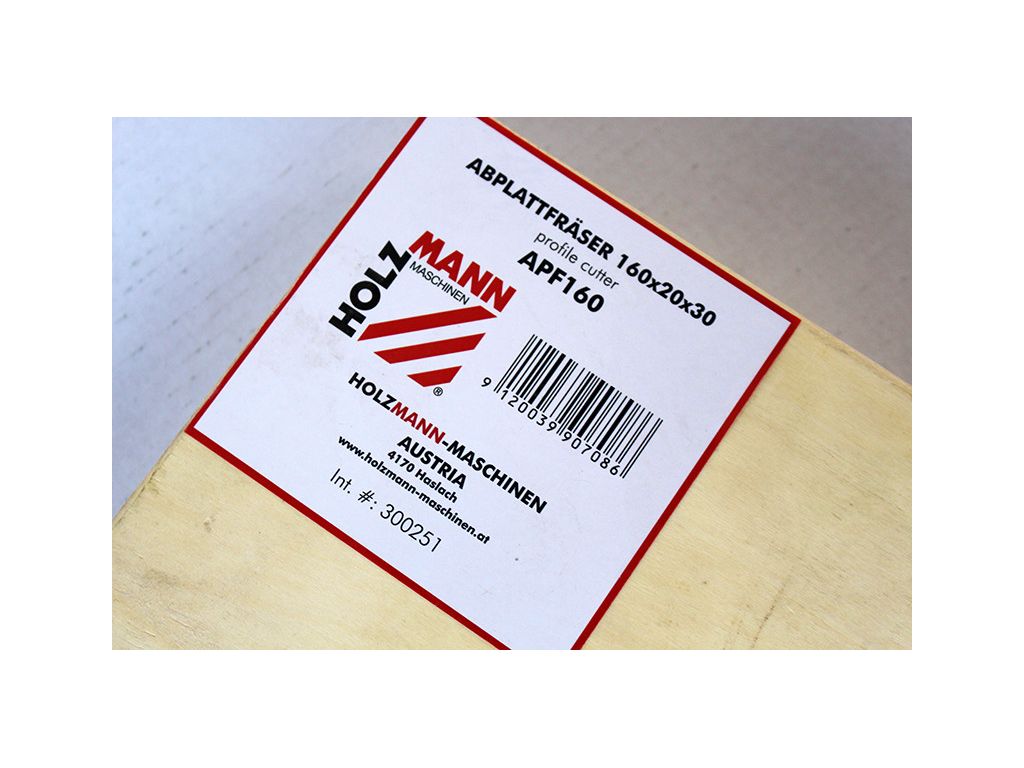 ABPLATTFRÄSER 160x20x30
profile cutter
APF160
HOLZ
MANN
MASCHINEN
®
9 120039 907086
HOLZMANN-MASCHINEN
AUSTRIA
4170 Haslach
www.holzmann-maschinen.at
Int. #: 300251